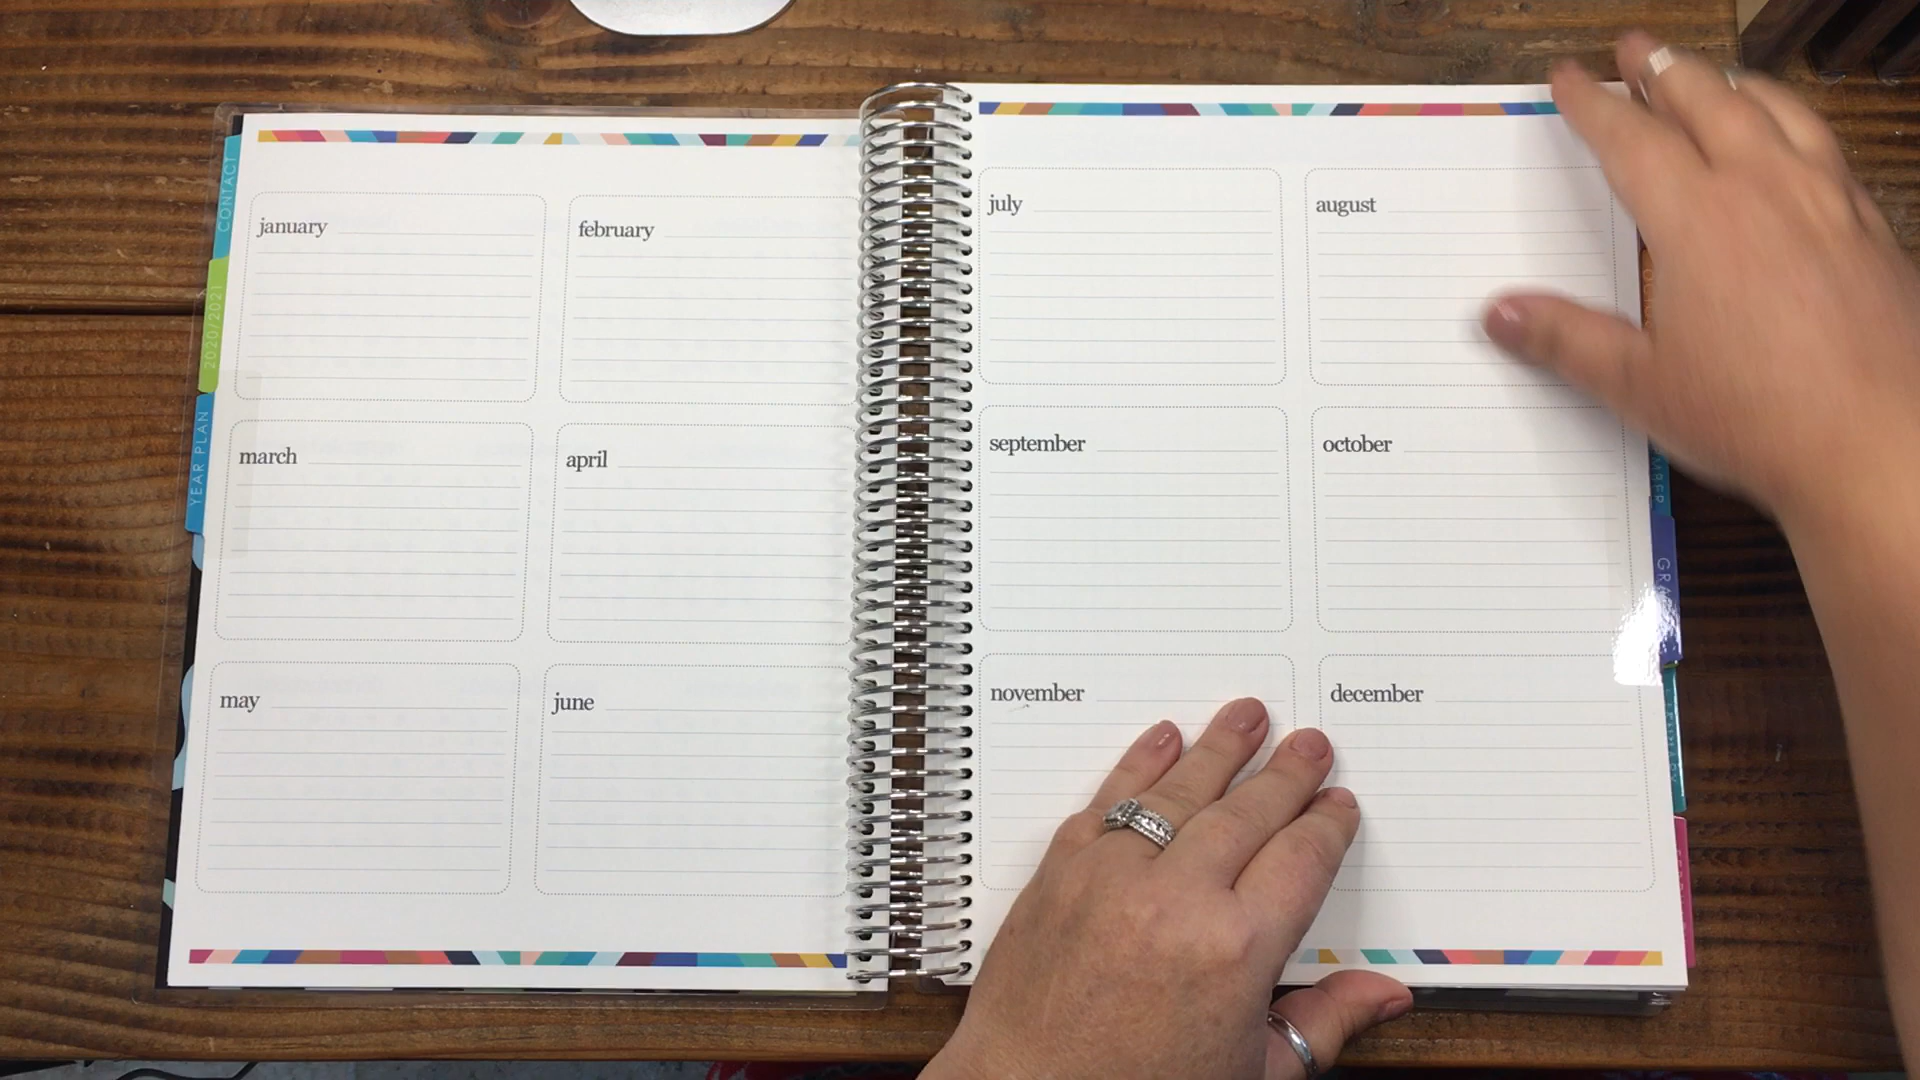 CONTACT
2020/2021
YEAR PLAN
january
february
march
april
may
june
july
august
september
october
november
december